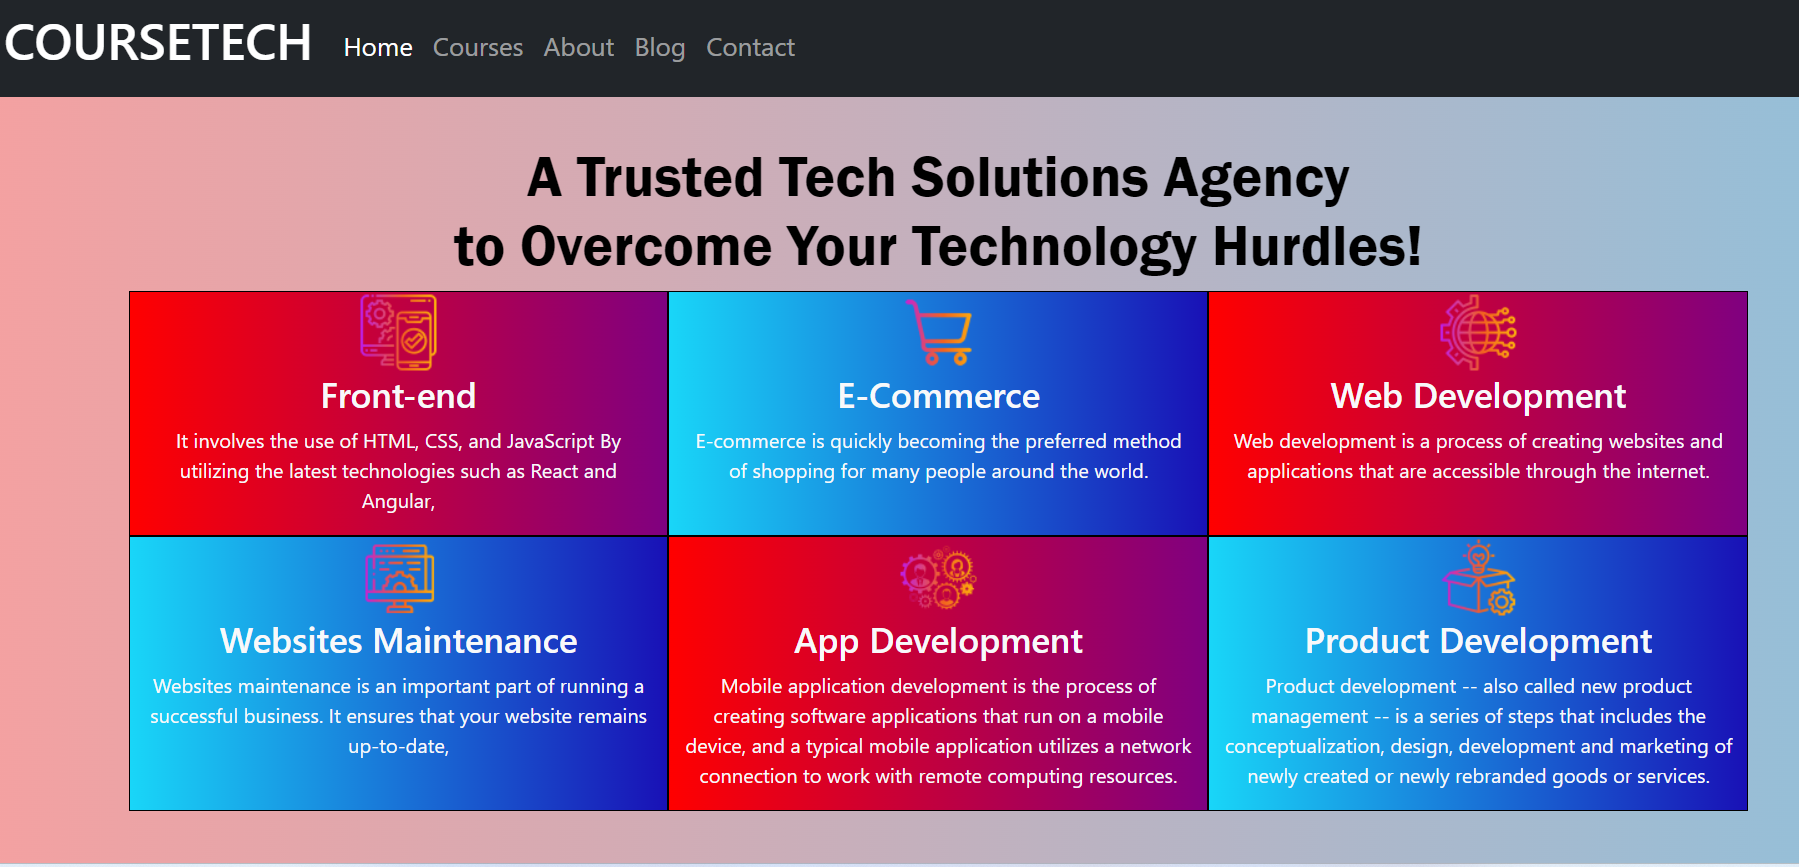 COURSETECH Home Courses About Blog Contact
A Trusted Tech Solutions Agency
to Overcome Your Technology Hurdles!
Front-end
It involves the use of HTML, CSS, and JavaScript By
utilizing the latest technologies such as React and
Angular,
E-Commerce
E-commerce is quickly becoming the preferred method
of shopping for many people around the world.
Web Development
Web development is a process of creating websites and
applications that are accessible through the internet.
Websites Maintenance
Websites maintenance is an important part of running a
successful business. It ensures that your website remains
up-to-date,
App Development
Mobile application development is the process of
creating software applications that run on a mobile
device, and a typical mobile application utilizes a network
connection to work with remote computing resources.
Product Development
Product development -- also called new product
management -- is a series of steps that includes the
conceptualization, design, development and marketing of
newly created or newly rebranded goods or services.